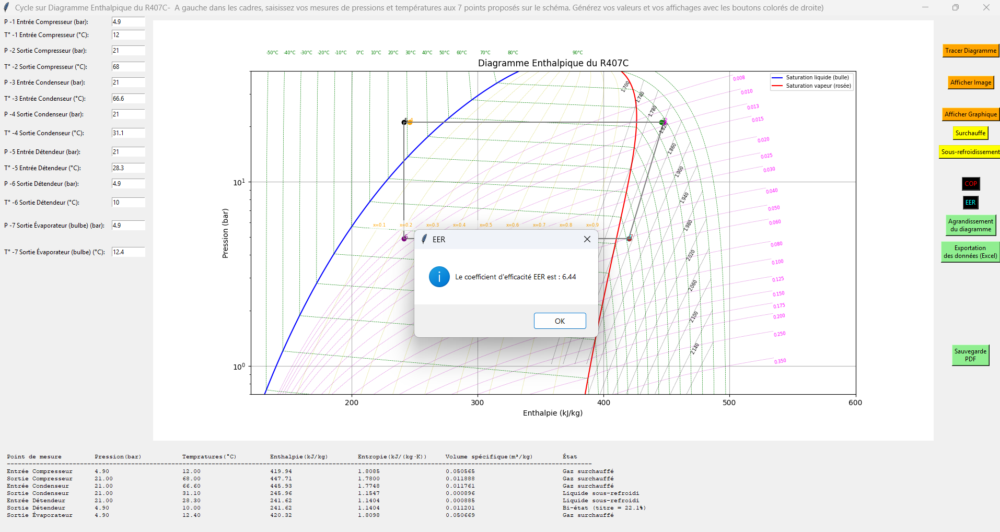 Cycle sur Diagramme Enthalpique du R407C-  A gauche dans les cadres, saisissez vos mesures de pressions et températures aux 7 points proposés sur le schéma. Générez vos valeurs et vos affichages avec les boutons colorés de droite)
P -1 Entrée Compresseur (bar): 4.9
T° -1 Entrée Compresseur (°C): 12
P -2 Sortie Compresseur (bar): 21
T° -2 Sortie Compresseur (°C): 68
P -3 Entrée Condenseur (bar): 21
T° -3 Entrée Condenseur (°C): 66.6
P -4 Sortie Condenseur (bar): 21
T° -4 Sortie Condenseur (°C): 31.1
P -5 Entrée Détendeur (bar): 21
T° -5 Entrée Détendeur (°C): 28.3
P -6 Sortie Détendeur (bar): 4.9
T° -6 Sortie Détendeur (°C): 10
P -7 Sortie Évaporateur (bulbe) (bar): 4.9
T° -7 Sortie Évaporateur (bulbe) (°C): 12.4
-50°C -40°C -30°C -20°C -10°C 0°C 10°C 20°C 30°C 40°C 50°C 60°C 70°C 80°C 90°C
Diagramme Enthalpique du R407C
Saturation liquide (bulle)
Saturation vapeur (rosée)
Pression (bar)
10¹
10⁰
200 300 400 500 600
Enthalpie (kJ/kg)
x=0.1 x=0.2 x=0.3 x=0.4 x=0.5 x=0.6 x=0.7 x=0.8 x=0.9
1.700
1.740
1.780
1.820
1.860
1.900
1.940
1.980
2.020
2.060
2.100
2.140
0.008
0.010
0.013
0.015
0.020
0.025
0.030
0.040
0.050
0.060
0.080
0.100
0.125
0.150
0.175
0.200
0.250
0.350
5
4
6
7
EER
Le coefficient d'efficacité EER est : 6.44
OK
Tracer Diagramme
Afficher Image
Afficher Graphique
Surchauffe
Sous-refroidissement
COP
EER
Agrandissement
du diagramme
Exportation
des données (Excel)
Sauvegarde
PDF
Point de mesure Pression(bar) Tempratures(°C) Enthalpie(kJ/kg) Entropie(kJ/(kg·K)) Volume spécifique(m³/kg) État
Entrée Compresseur 4.90 12.00 419.94 1.8085 0.050565 Gaz surchauffé
Sortie Compresseur 21.00 68.00 447.71 1.7800 0.011888 Gaz surchauffé
Entrée Condenseur 21.00 66.60 445.93 1.7748 0.011761 Gaz surchauffé
Sortie Condenseur 21.00 31.10 245.96 1.1547 0.000896 Liquide sous-refroidi
Entrée Détendeur 21.00 28.30 241.62 1.1404 0.000885 Liquide sous-refroidi
Sortie Détendeur 4.90 10.00 241.62 1.1404 0.011201 Bi-état (titre = 22.1%)
Sortie Évaporateur 4.90 12.40 420.32 1.8098 0.050669 Gaz surchauffé